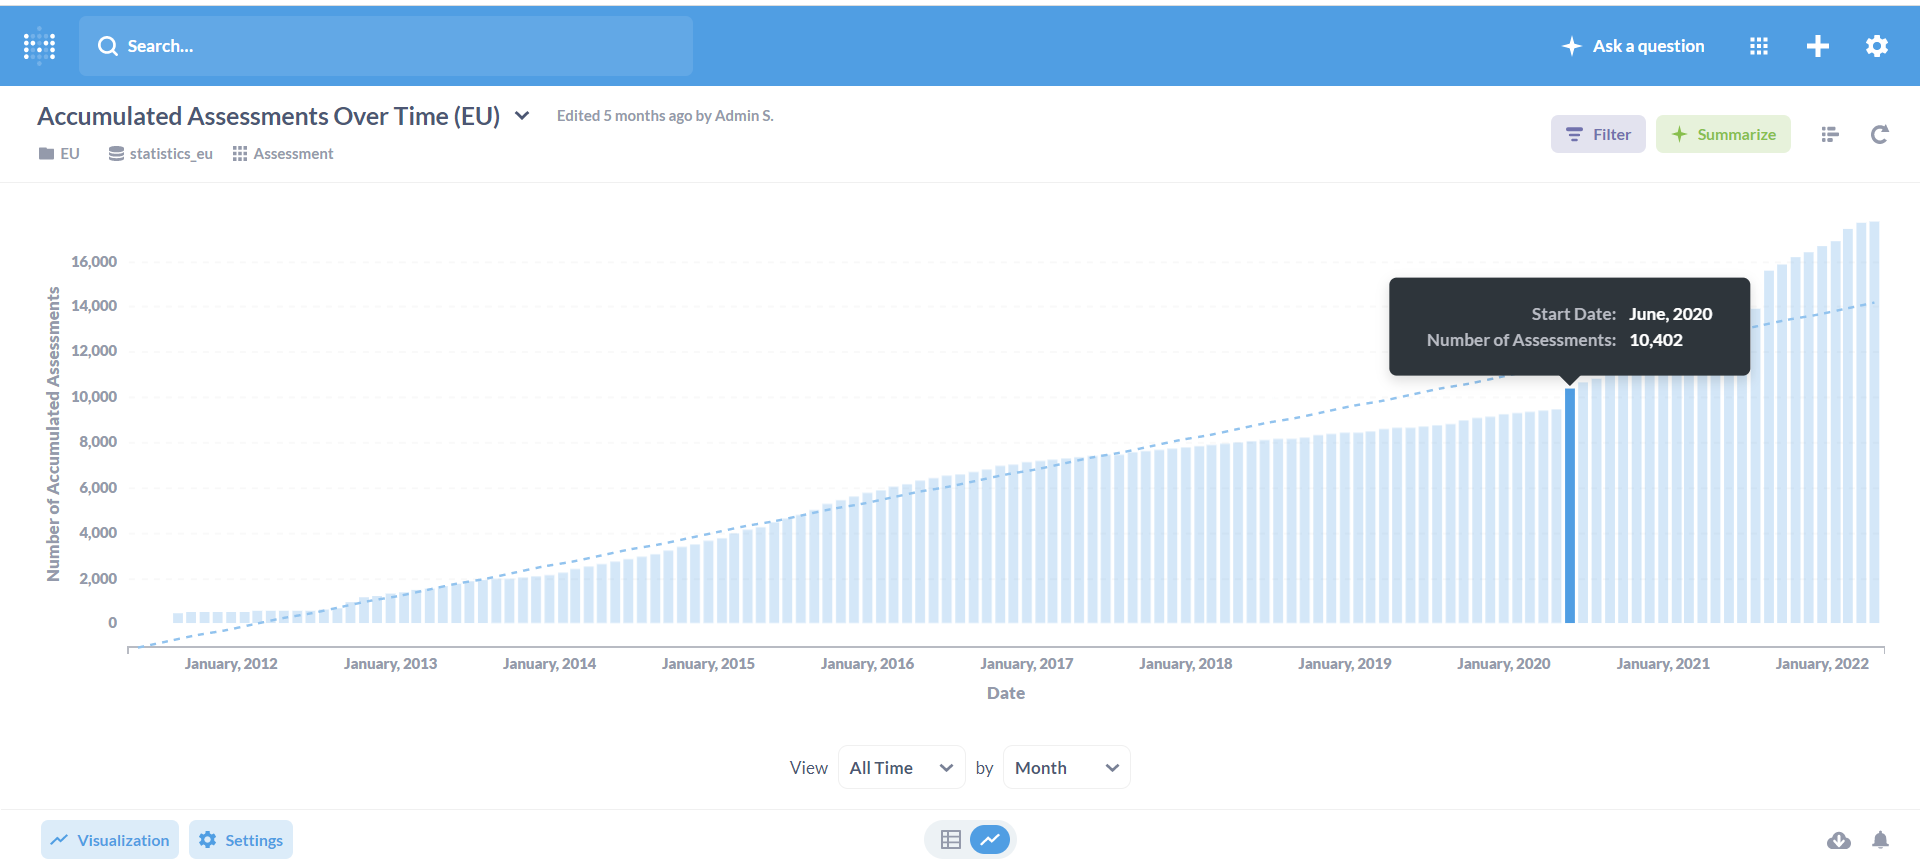 Search...
Ask a question
Accumulated Assessments Over Time (EU)
Edited 5 months ago by Admin S.
EU
statistics_eu
Assessment
Filter
Summarize
Number of Accumulated Assessments
16,000
14,000
12,000
10,000
8,000
6,000
4,000
2,000
0
Start Date: June, 2020
Number of Assessments: 10,402
January, 2012
January, 2013
January, 2014
January, 2015
January, 2016
January, 2017
January, 2018
January, 2019
January, 2020
January, 2021
January, 2022
Date
View All Time by Month
Visualization
Settings